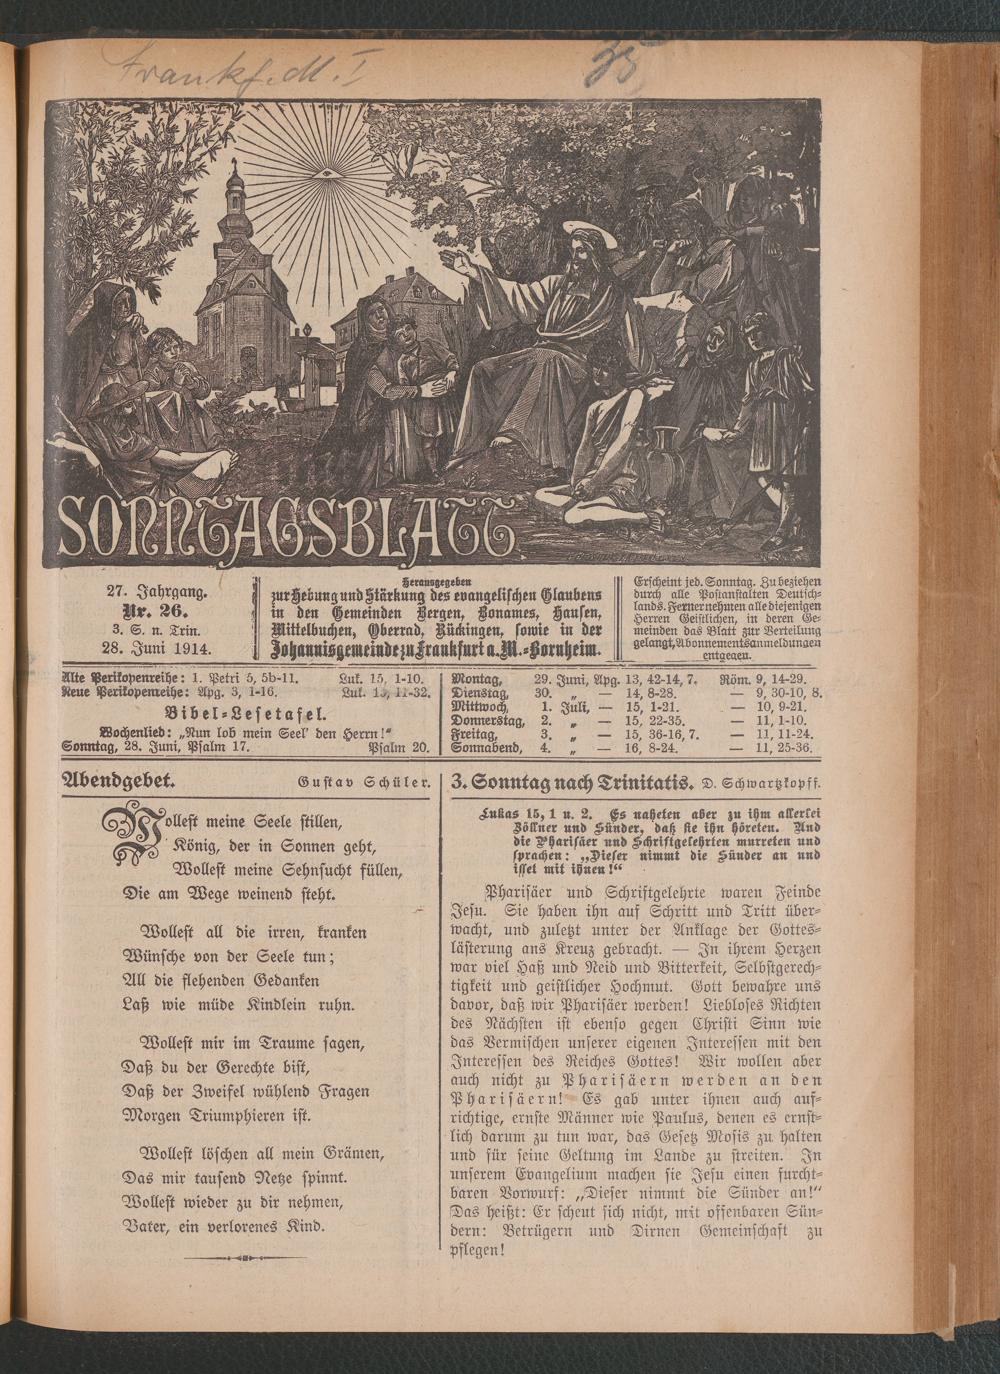 Frankf. M. I
38
SONNTAGSBLATT
27. Jahrgang.
Nr. 26.
3. S. n. Trin.
28. Juni 1914.
Herausgegeben
zur Hebung und Stärkung des evangelischen Glaubens
in den Gemeinden Bergen, Bonames, Hausen,
Mittelbuchen, Oberrad, Rückingen, sowie in der
Johannisgemeinde zu Frankfurt a. M.-Bornheim.
Erscheint jed. Sonntag. Zu beziehen
durch alle Postanstalten Deutsch-
lands. Ferner nehmen alle diejenigen
Herren Geistlichen, in deren Ge-
meinden das Blatt zur Verteilung
gelangt, Abonnementsanmeldungen
entgegen.
Alte Perikopenreihe: 1. Petri 5, 5b-11. Luk. 15, 1-10.
Neue Perikopenreihe: Apg. 3, 1-16. Luk. 13, 11-32.
Bibel-Lesetafel.
Wochenlied: „Nun lob mein Seel' den Herrn!"
Sonntag, 28. Juni, Psalm 17. Psalm 20.
Montag, 29. Juni, Apg. 13, 42-14, 7. Röm. 9, 14-29.
Dienstag, 30. „ — 14, 8-28. — 9, 30-10, 8.
Mittwoch, 1. Juli, — 15, 1-21. — 10, 9-21.
Donnerstag, 2. „ — 15, 22-35. — 11, 1-10.
Freitag, 3. „ — 15, 36-16, 7. — 11, 11-24.
Sonnabend, 4. „ — 16, 8-24. — 11, 25-36.
Abendgebet. Gustav Schüler.
Wollest meine Seele stillen,
König, der in Sonnen geht,
Wollest meine Sehnsucht füllen,
Die am Wege weinend steht.
Wollest all die irren, kranken
Wünsche von der Seele tun;
All die flehenden Gedanken
Laß wie müde Kindlein ruhn.
Wollest mir im Traume sagen,
Daß du der Gerechte bist,
Daß der Zweifel wühlend Fragen
Morgen Triumphieren ist.
Wollest löschen all mein Grämen,
Das mir tausend Netze spinnt.
Wollest wieder zu dir nehmen,
Vater, ein verlorenes Kind.
3. Sonntag nach Trinitatis. D. Schwartzkopff.
Lukas 15, 1 u. 2. Es naheten aber zu ihm allerlei
Zöllner und Sünder, daß sie ihn höreten. Und
die Pharisäer und Schriftgelehrten murreten und
sprachen: „Dieser nimmt die Sünder an und
isset mit ihnen!"
Pharisäer und Schriftgelehrte waren Feinde
Jesu. Sie haben ihn auf Schritt und Tritt über-
wacht, und zuletzt unter der Anklage der Gottes-
lästerung ans Kreuz gebracht. — In ihrem Herzen
war viel Haß und Neid und Bitterkeit, Selbstgerech-
tigkeit und geistlicher Hochmut. Gott bewahre uns
davor, daß wir Pharisäer werden! Liebloses Richten
des Nächsten ist ebenso gegen Christi Sinn wie
das Vermischen unserer eigenen Interessen mit den
Interessen des Reiches Gottes! Wir wollen aber
auch nicht zu Pharisäern werden an den
Pharisäern! Es gab unter ihnen auch auf-
richtige, ernste Männer wie Paulus, denen es ernst-
lich darum zu tun war, das Gesetz Mosis zu halten
und für seine Geltung im Lande zu streiten. In
unserem Evangelium machen sie Jesu einen furcht-
baren Vorwurf: „Dieser nimmt die Sünder an!"
Das heißt: Er scheut sich nicht, mit offenbaren Sün-
dern: Betrügern und Dirnen Gemeinschaft zu
pflegen!